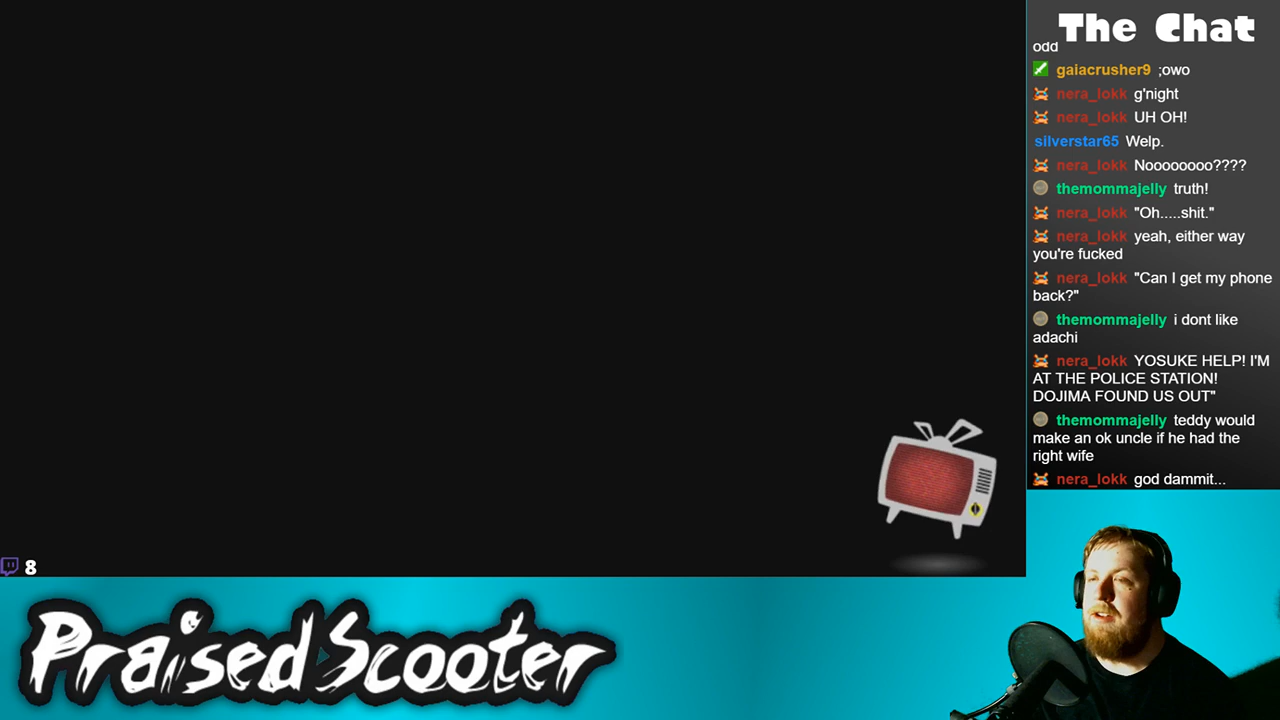 The Chat
odd
gaiacrusher9 ;owo
nera_lokk g'night
nera_lokk UH OH!
silverstar65 Welp.
nera_lokk Noooooooo????
themommajelly truth!
nera_lokk "Oh.....shit."
nera_lokk yeah, either way
you're fucked
nera_lokk "Can I get my phone
back?"
themommajelly i dont like
adachi
nera_lokk YOSUKE HELP! I'M
AT THE POLICE STATION!
DOJIMA FOUND US OUT"
themommajelly teddy would
make an ok uncle if he had the
right wife
nera_lokk god dammit...
8
PraisedScooter